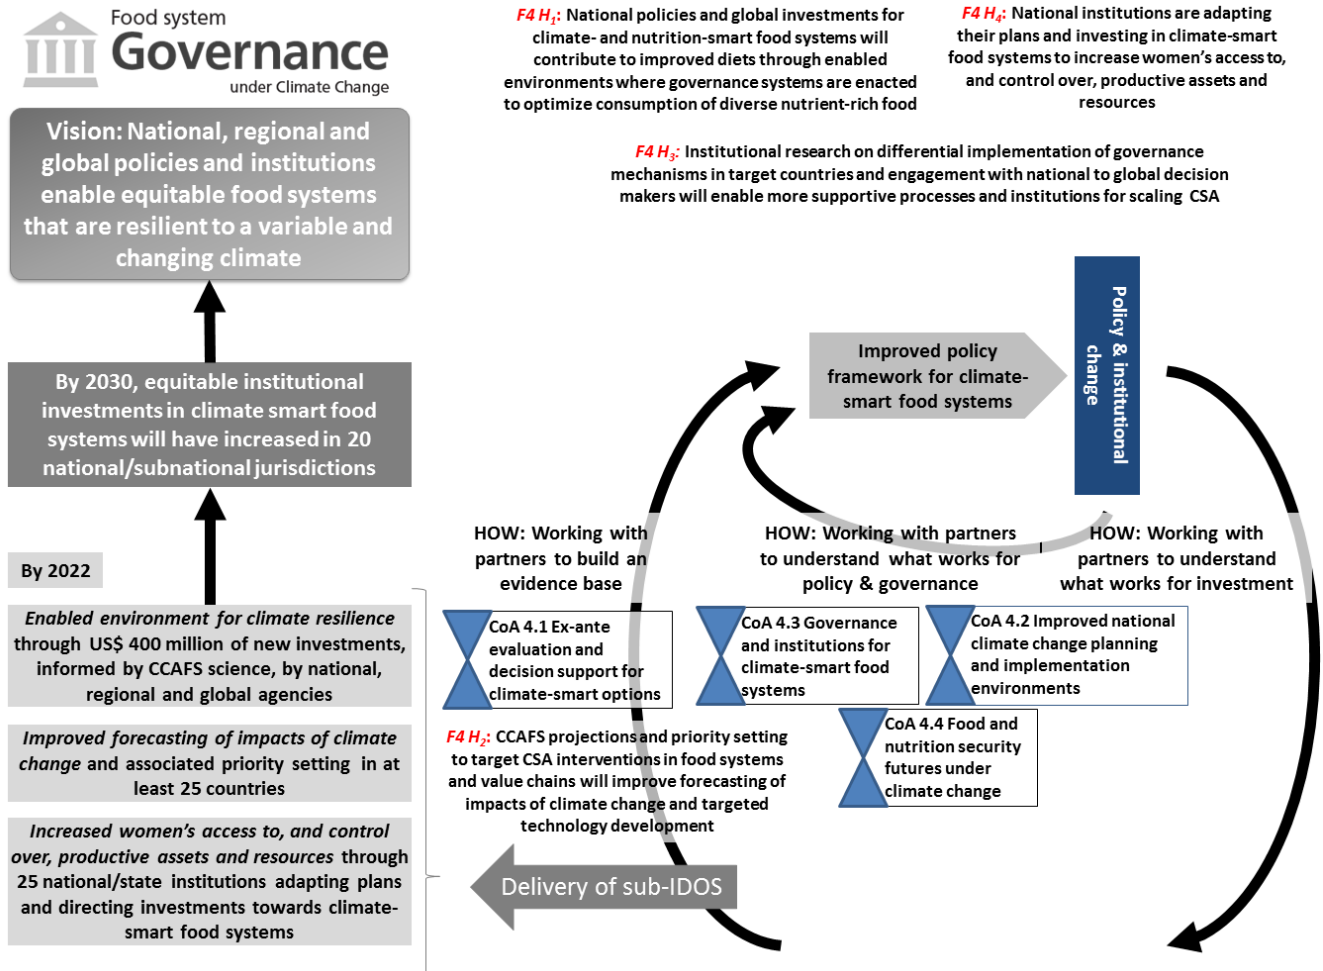 Food system
Governance
under Climate Change
Vision: National, regional and
global policies and institutions
enable equitable food systems
that are resilient to a variable and
changing climate
By 2030, equitable institutional
investments in climate smart food
systems will have increased in 20
national/subnational jurisdictions
By 2022
Enabled environment for climate resilience
through US$ 400 million of new investments,
informed by CCAFS science, by national,
regional and global agencies
Improved forecasting of impacts of climate
change and associated priority setting in at
least 25 countries
Increased women's access to, and control
over, productive assets and resources through
25 national/state institutions adapting plans
and directing investments towards climate-
smart food systems
F4 H1: National policies and global investments for
climate- and nutrition-smart food systems will
contribute to improved diets through enabled
environments where governance systems are enacted
to optimize consumption of diverse nutrient-rich food
F4 H4: National institutions are adapting
their plans and investing in climate-smart
food systems to increase women's access to,
and control over, productive assets and
resources
F4 H3: Institutional research on differential implementation of governance
mechanisms in target countries and engagement with national to global decision
makers will enable more supportive processes and institutions for scaling CSA
Improved policy
framework for climate-
smart food systems
Policy & institutional
change
HOW: Working with
partners to build an
evidence base
HOW: Working with partners
to understand what works for
policy & governance
HOW: Working with
partners to understand
what works for investment
CoA 4.1 Ex-ante
evaluation and
decision support for
climate-smart options
CoA 4.3 Governance
and institutions for
climate-smart food
systems
CoA 4.2 Improved national
climate change planning
and implementation
environments
CoA 4.4 Food and
nutrition security
futures under
climate change
F4 H2: CCAFS projections and priority setting
to target CSA interventions in food systems
and value chains will improve forecasting of
impacts of climate change and targeted
technology development
Delivery of sub-IDOS